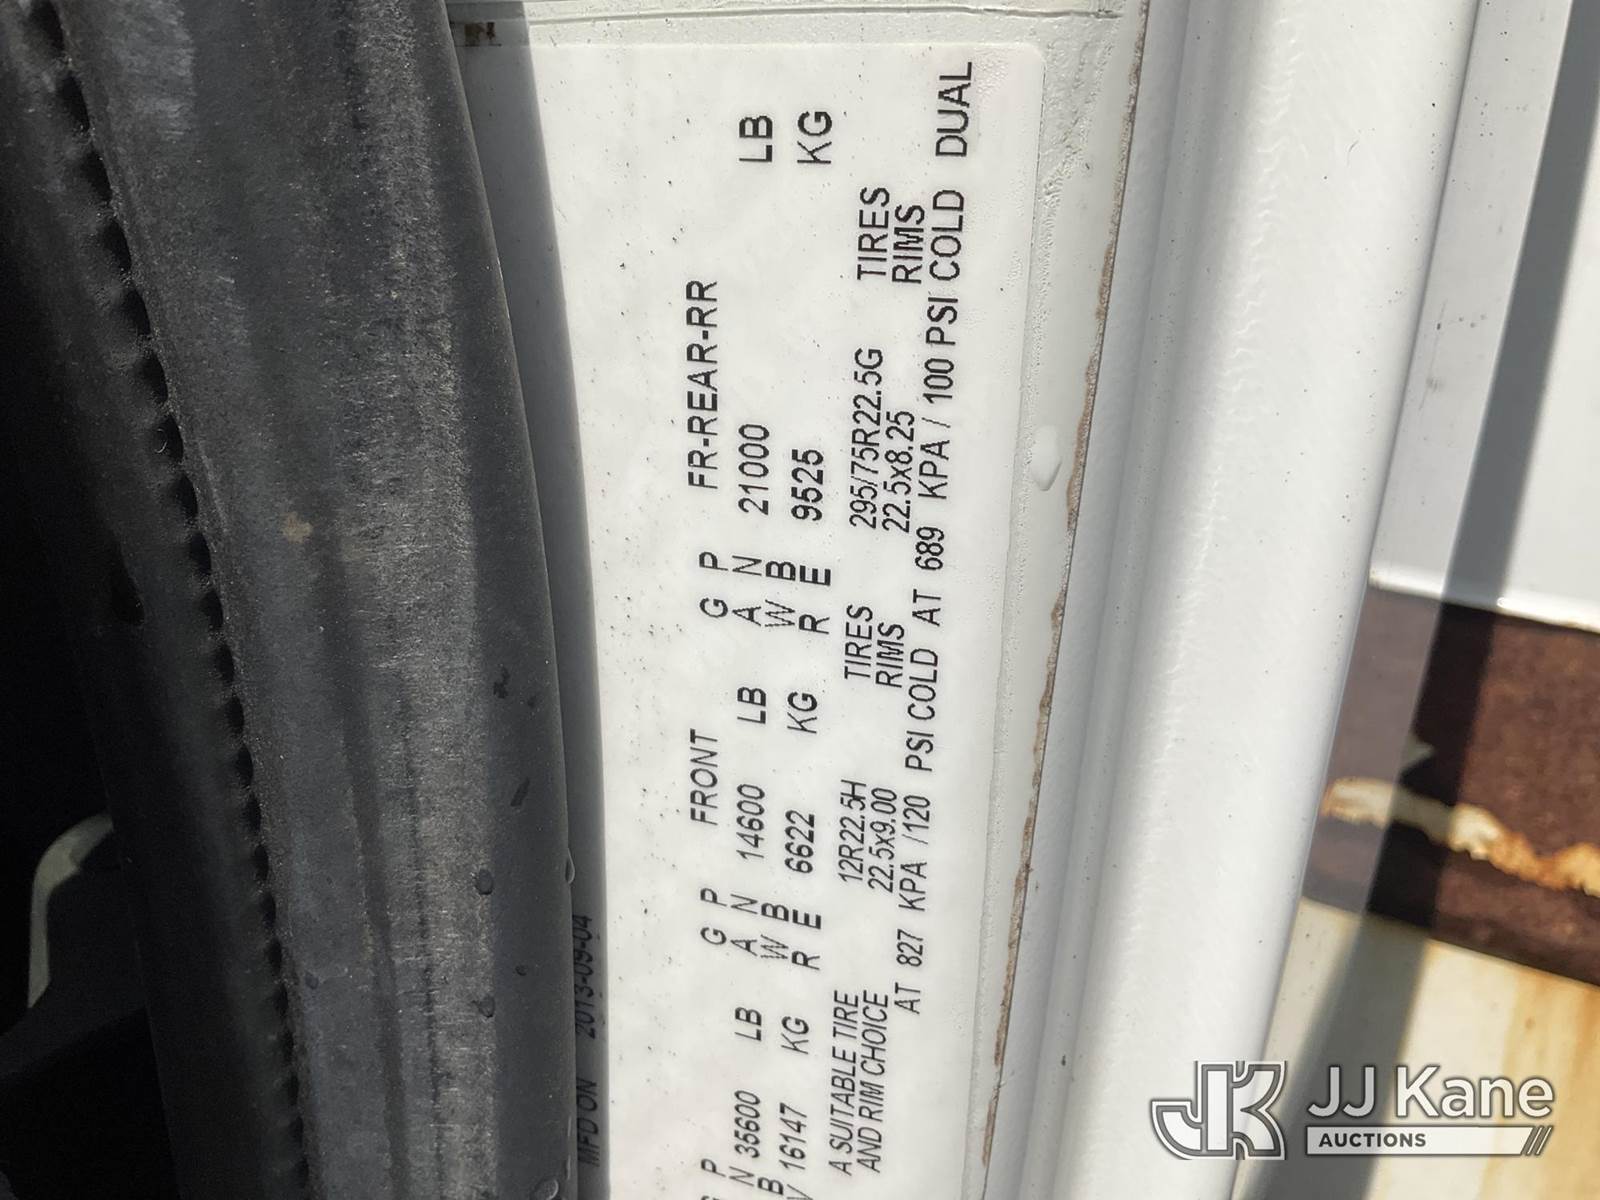 MFD ON 2013-09-04
FRONT FR-REAR-RR
G P G P G P
N 35600 LB A N 14600 LB A N 21000 LB
B 16147 KG W B 6622 KG W B 9525 KG
V R E R E
A SUITABLE TIRE 12R22.5H TIRES 295/75R22.5G TIRES
AND RIM CHOICE 22.5x9.00 RIMS 22.5x8.25 RIMS
AT 827 KPA /120 PSI COLD AT 689 KPA / 100 PSI COLD DUAL
JK JJ Kane
AUCTIONS